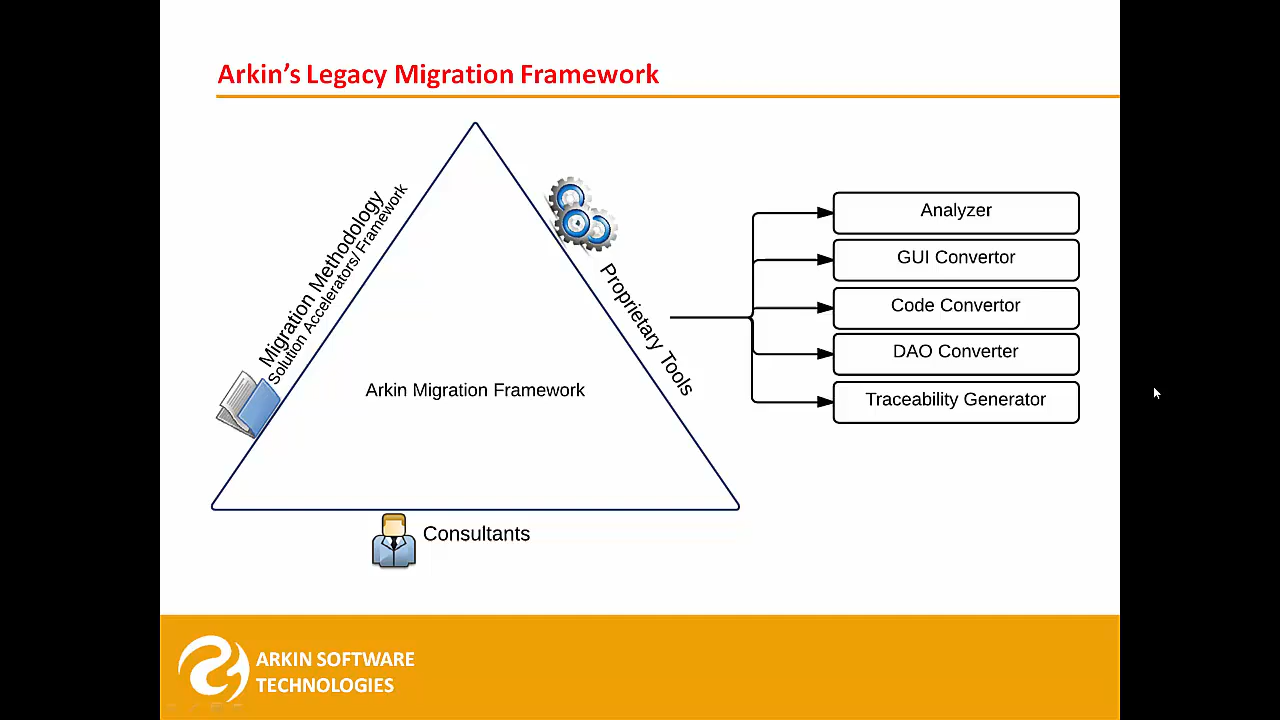 Arkin's Legacy Migration Framework
Migration Methodology
Solution Accelerators/ Framework
Proprietary Tools
Arkin Migration Framework
Consultants
Analyzer
GUI Convertor
Code Convertor
DAO Converter
Traceability Generator
ARKIN SOFTWARE
TECHNOLOGIES